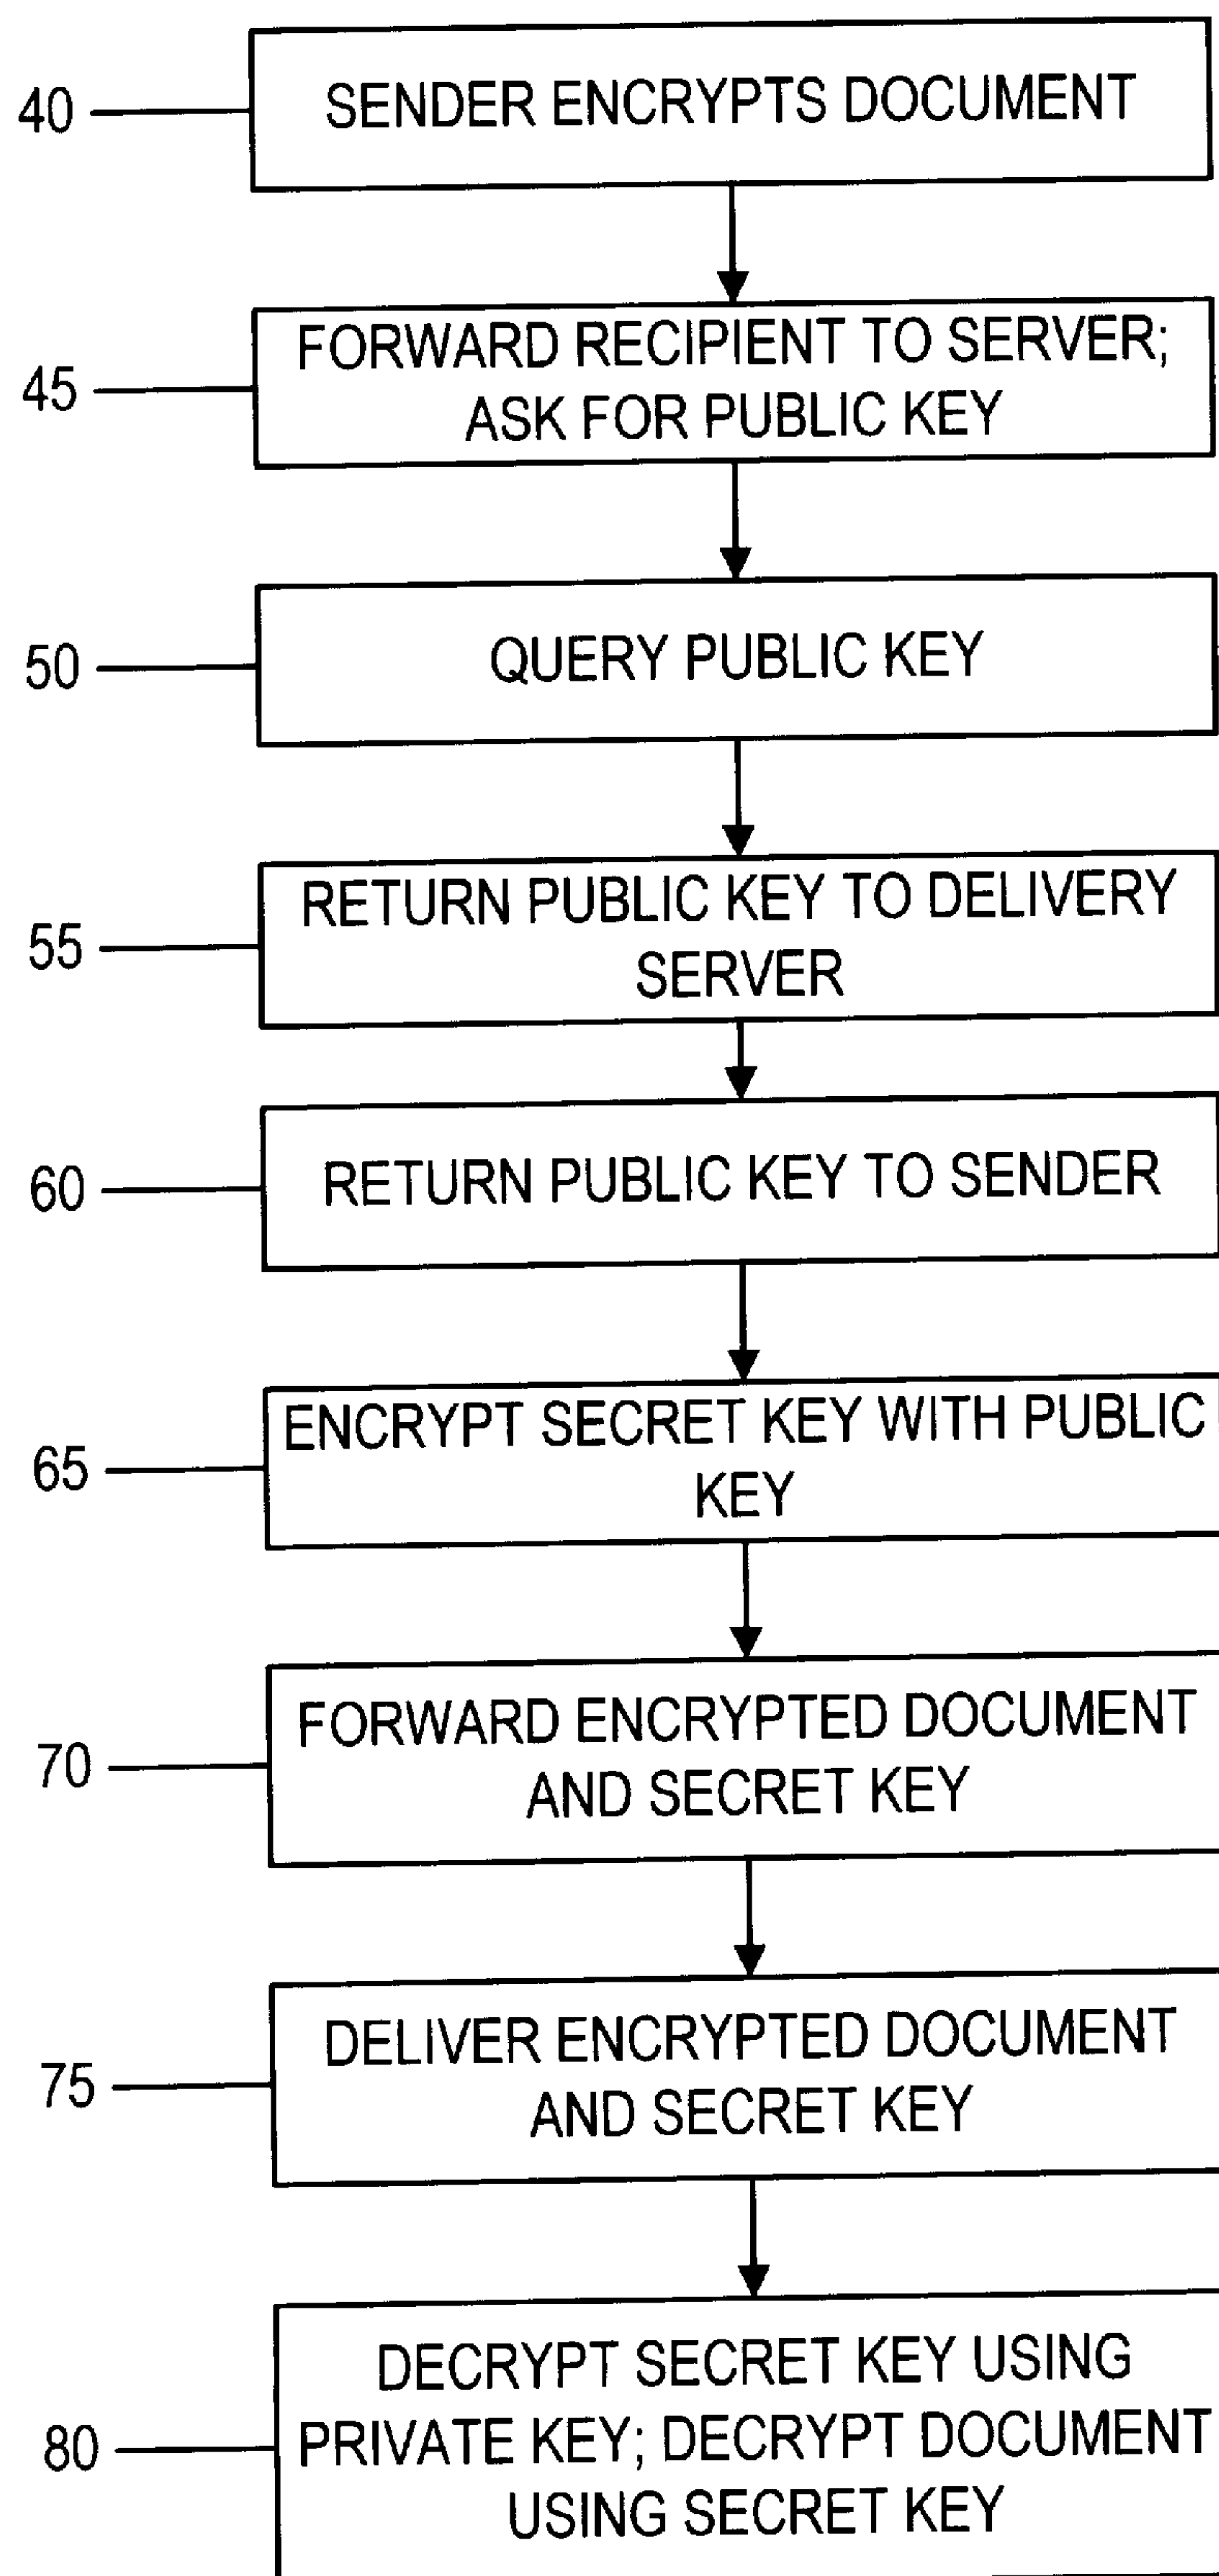 40
SENDER ENCRYPTS DOCUMENT
45
FORWARD RECIPIENT TO SERVER;
ASK FOR PUBLIC KEY
50
QUERY PUBLIC KEY
55
RETURN PUBLIC KEY TO DELIVERY
SERVER
60
RETURN PUBLIC KEY TO SENDER
65
ENCRYPT SECRET KEY WITH PUBLIC
KEY
70
FORWARD ENCRYPTED DOCUMENT
AND SECRET KEY
75
DELIVER ENCRYPTED DOCUMENT
AND SECRET KEY
80
DECRYPT SECRET KEY USING
PRIVATE KEY; DECRYPT DOCUMENT
USING SECRET KEY